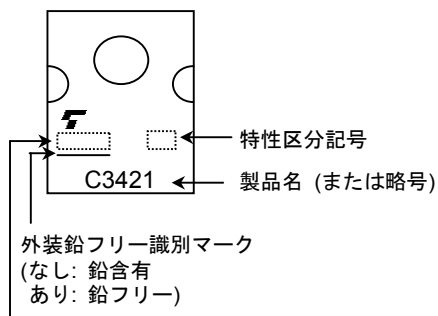 特性区分記号
C3421
製品名 (または略号)
外装鉛フリー識別マーク
(なし: 鉛含有
あり: 鉛フリー)